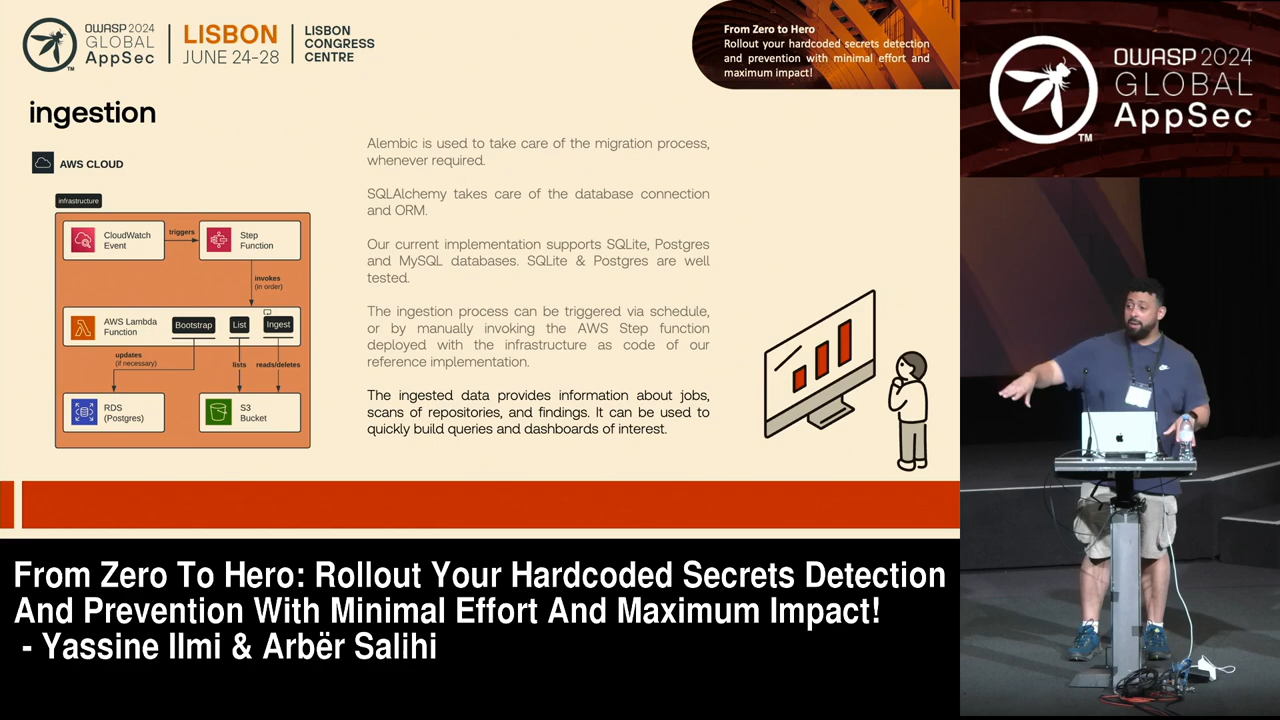 OWASP 2024
GLOBAL
AppSec
TM
LISBON
JUNE 24-28
LISBON
CONGRESS
CENTRE
From Zero to Hero
Rollout your hardcoded secrets detection
and prevention with minimal effort and
maximum impact!
OWASP 2024
GLOBAL
AppSec
TM
ingestion
AWS CLOUD
infrastructure
CloudWatch
Event
triggers
Step
Function
invokes
(in order)
AWS Lambda
Function
Bootstrap
List
Ingest
updates
(if necessary)
lists
reads/deletes
RDS
(Postgres)
S3
Bucket
Alembic is used to take care of the migration process,
whenever required.
SQLAlchemy takes care of the database connection
and ORM.
Our current implementation supports SQLite, Postgres
and MySQL databases. SQLite & Postgres are well
tested.
The ingestion process can be triggered via schedule,
or by manually invoking the AWS Step function
deployed with the infrastructure as code of our
reference implementation.
The ingested data provides information about jobs,
scans of repositories, and findings. It can be used to
quickly build queries and dashboards of interest.
From Zero To Hero: Rollout Your Hardcoded Secrets Detection
And Prevention With Minimal Effort And Maximum Impact!
- Yassine Ilmi & Arbër Salihi